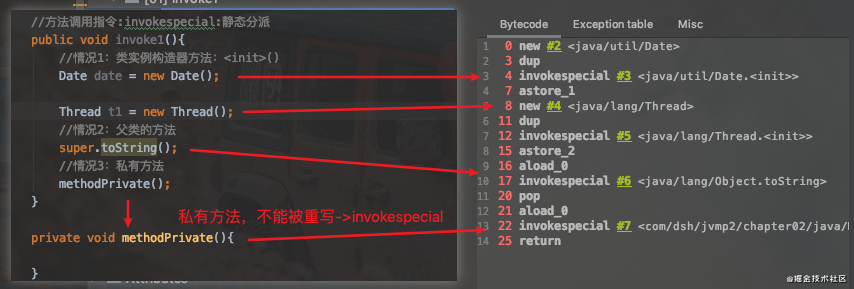 [01] invoke1
//方法调用指令:invokespecial:静态分派
public void invoke1(){
//情况1: 类实例构造器方法: <init>()
Date date = new Date();
Thread t1 = new Thread();
//情况2: 父类的方法
super.toString();
//情况3: 私有方法
methodPrivate();
}
私有方法, 不能被重写->invokespecial
private void methodPrivate(){
}
Attributes
Bytecode Exception table Misc
1 0 new #2 <java/util/Date>
2 3 dup
3 4 invokespecial #3 <java/util/Date.<init>>
4 7 astore_1
5 8 new #4 <java/lang/Thread>
6 11 dup
7 12 invokespecial #5 <java/lang/Thread.<init>>
8 15 astore_2
9 16 aload_0
10 17 invokespecial #6 <java/lang/Object.toString>
11 20 pop
12 21 aload_0
13 22 invokespecial #7 <com/dsh/jvmp2/chapter02/java/
14 25 return
@掘金技术社区